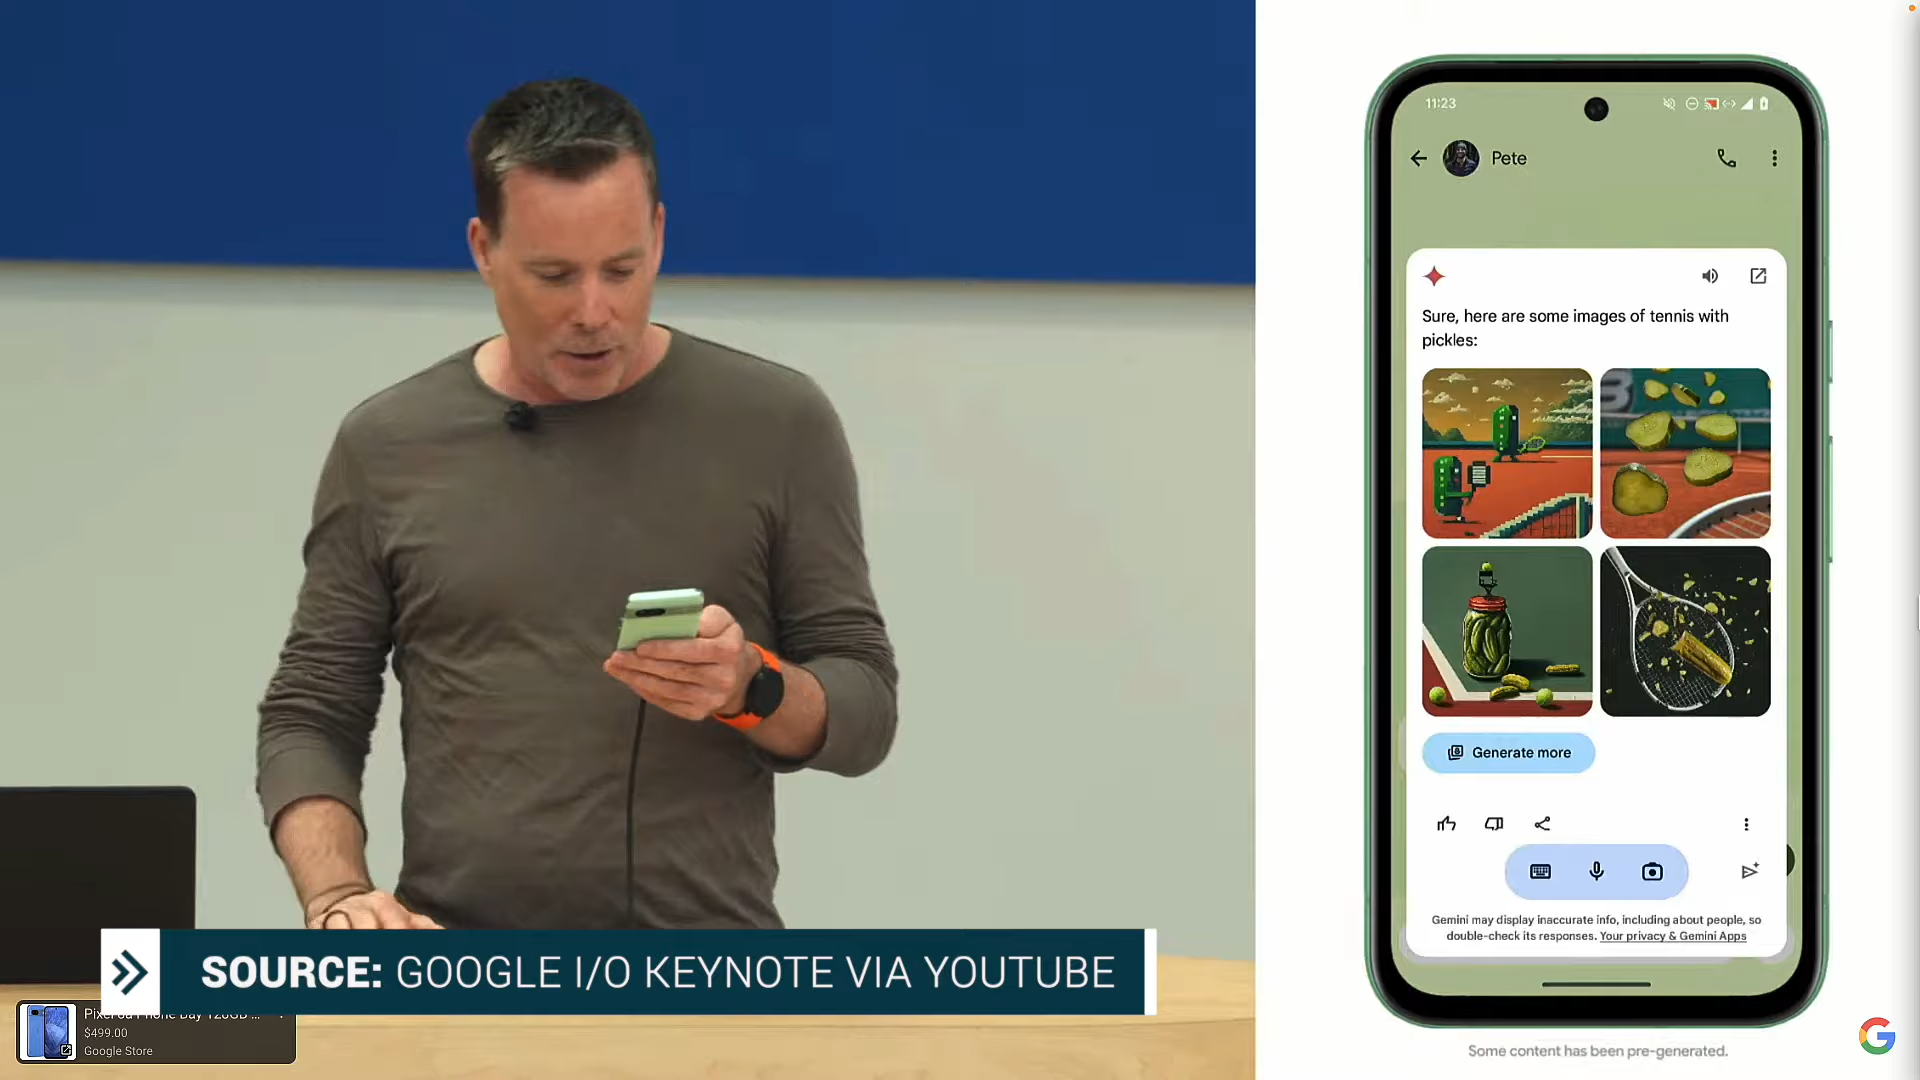 11:23
Pete
Sure, here are some images of tennis with
pickles:
Generate more
Gemini may display inaccurate info, including about people, so
double-check its responses. Your privacy & Gemini Apps
SOURCE: GOOGLE I/O KEYNOTE VIA YOUTUBE
$499.00
Google Store
Some content has been pre-generated.